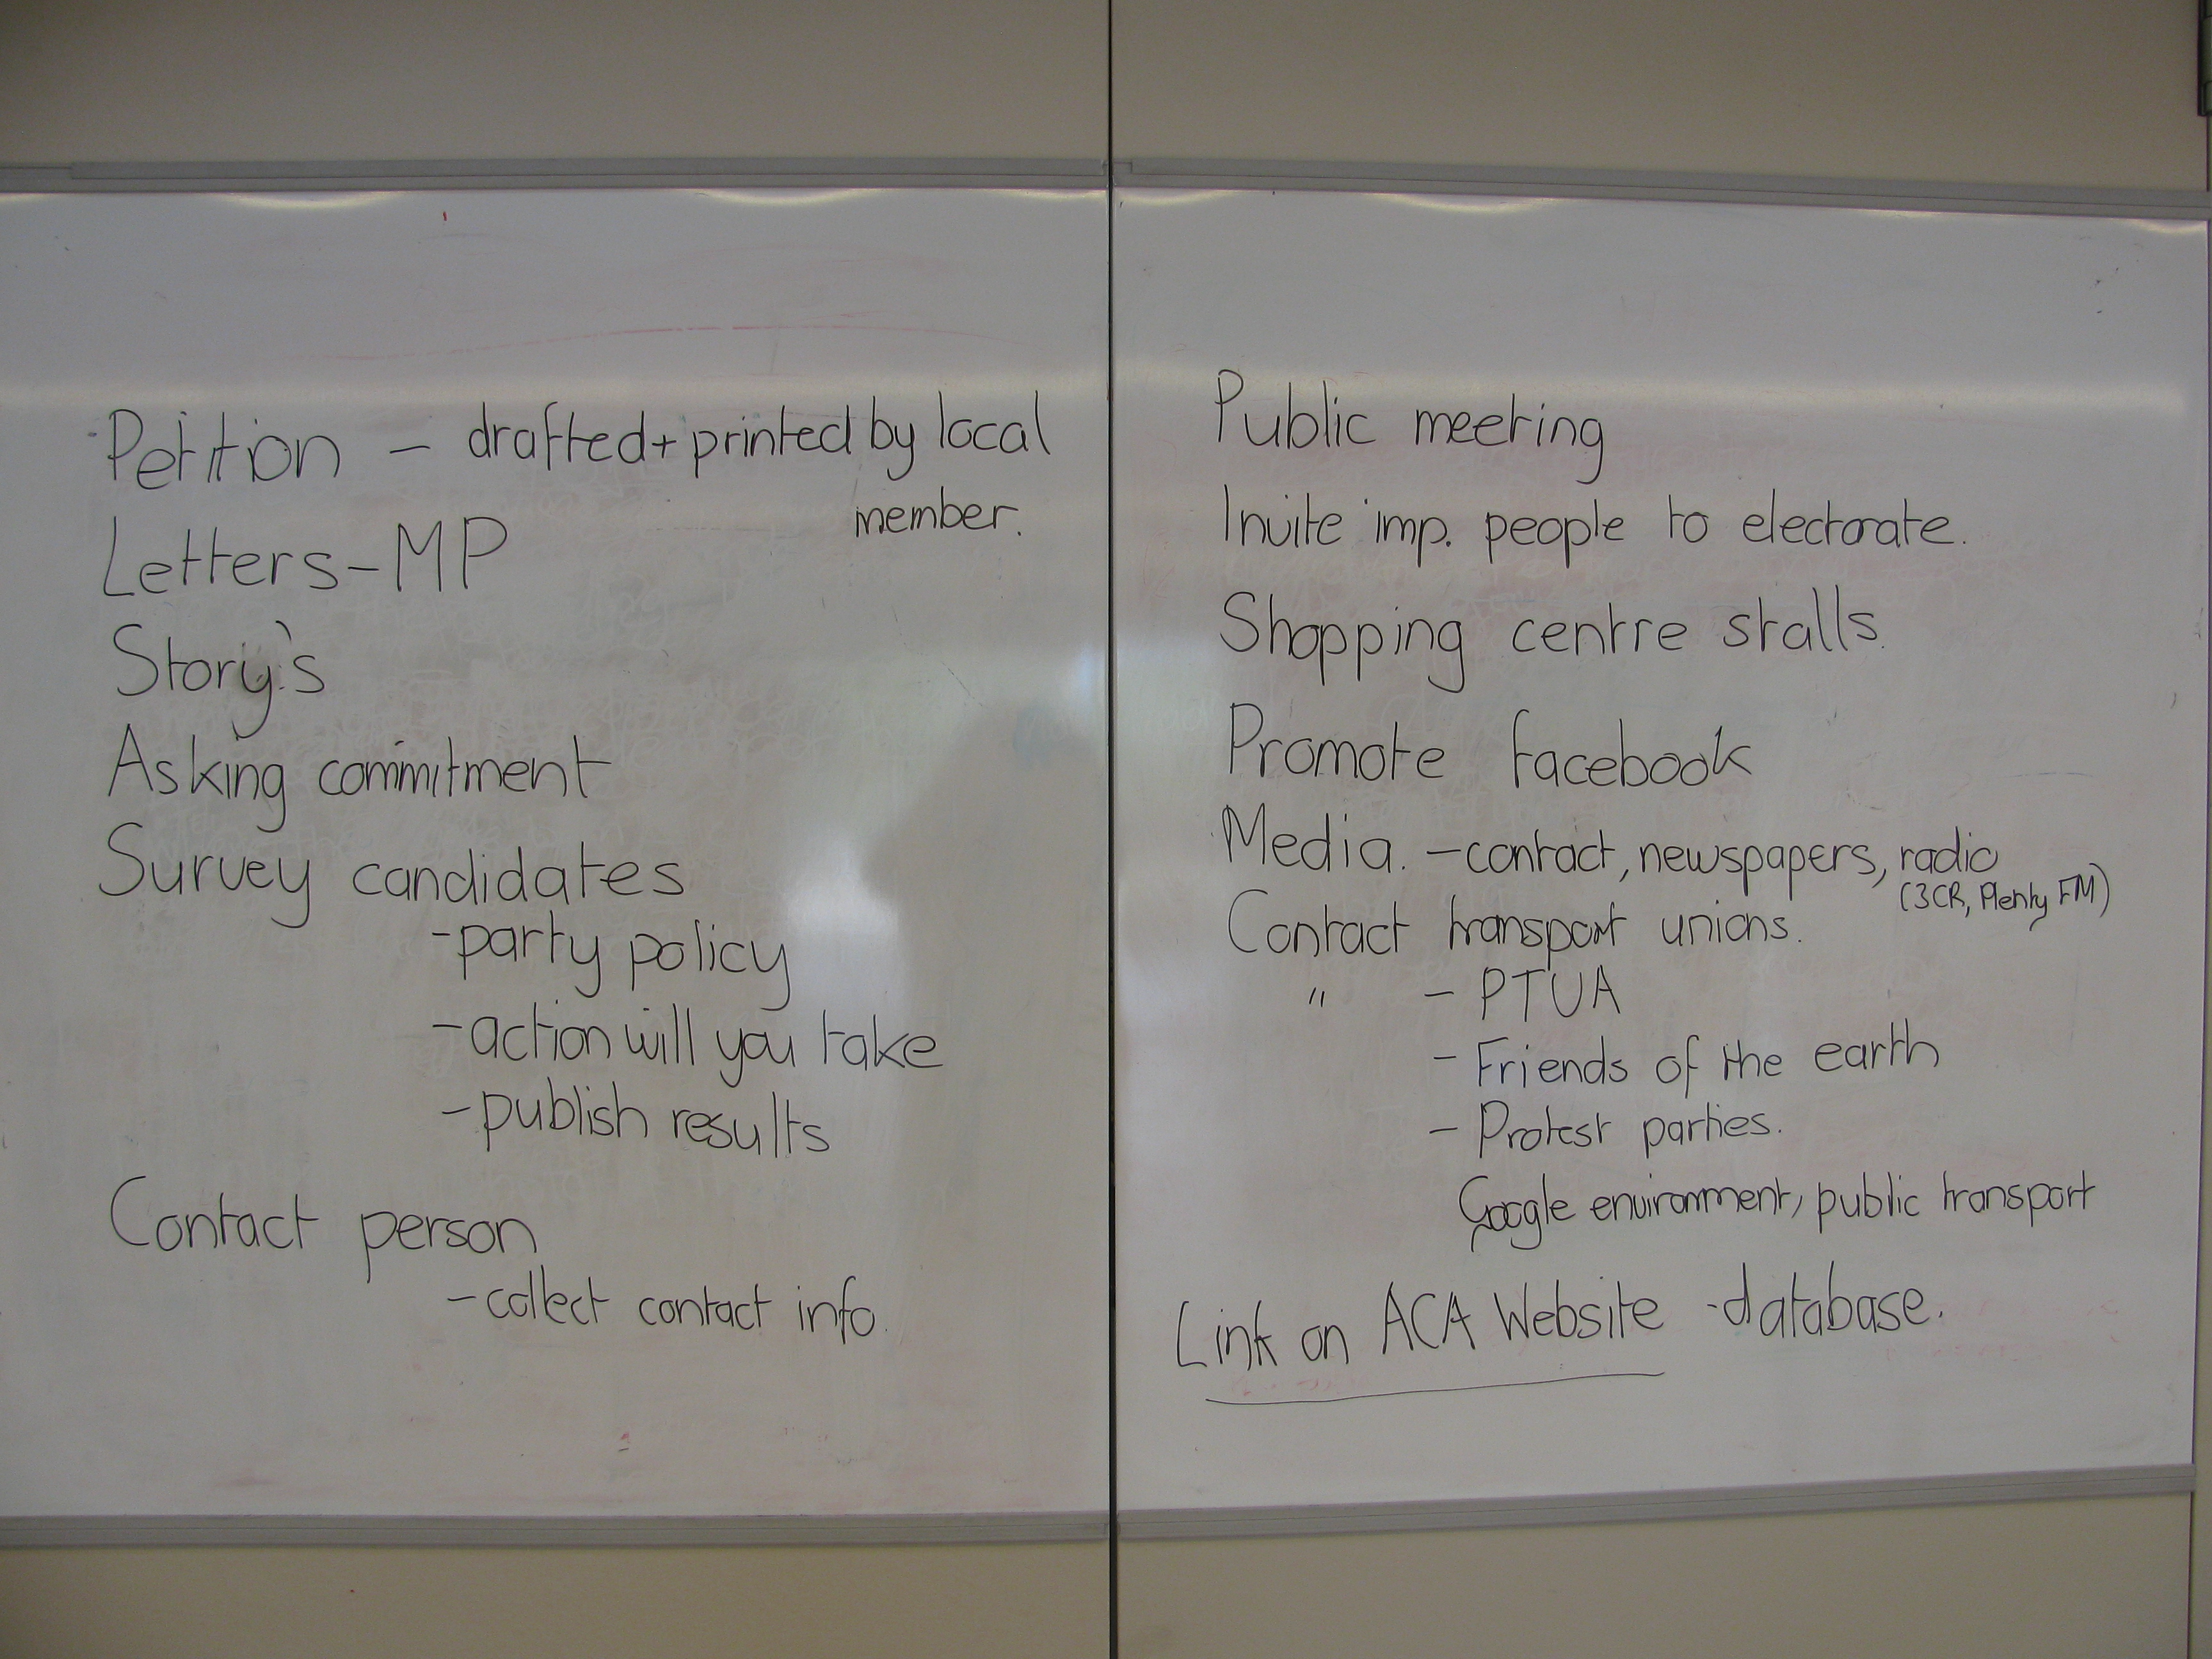 Petition - drafted + printed by local
member.
Letters - MP
Story's
Asking commitment
Survey candidates
- party policy
- action will you take
- publish results
Contact person
- collect contact info.
Public meeting
Invite imp. people to electorate.
Shopping centre stalls.
Promote facebook
Media. - contact, newspapers, radio
(3CR, Plenty FM)
Contact transport unions.
" - PTUA
- Friends of the earth
- Protest parties.
Google environment, public transport
Link on ACA Website - database.